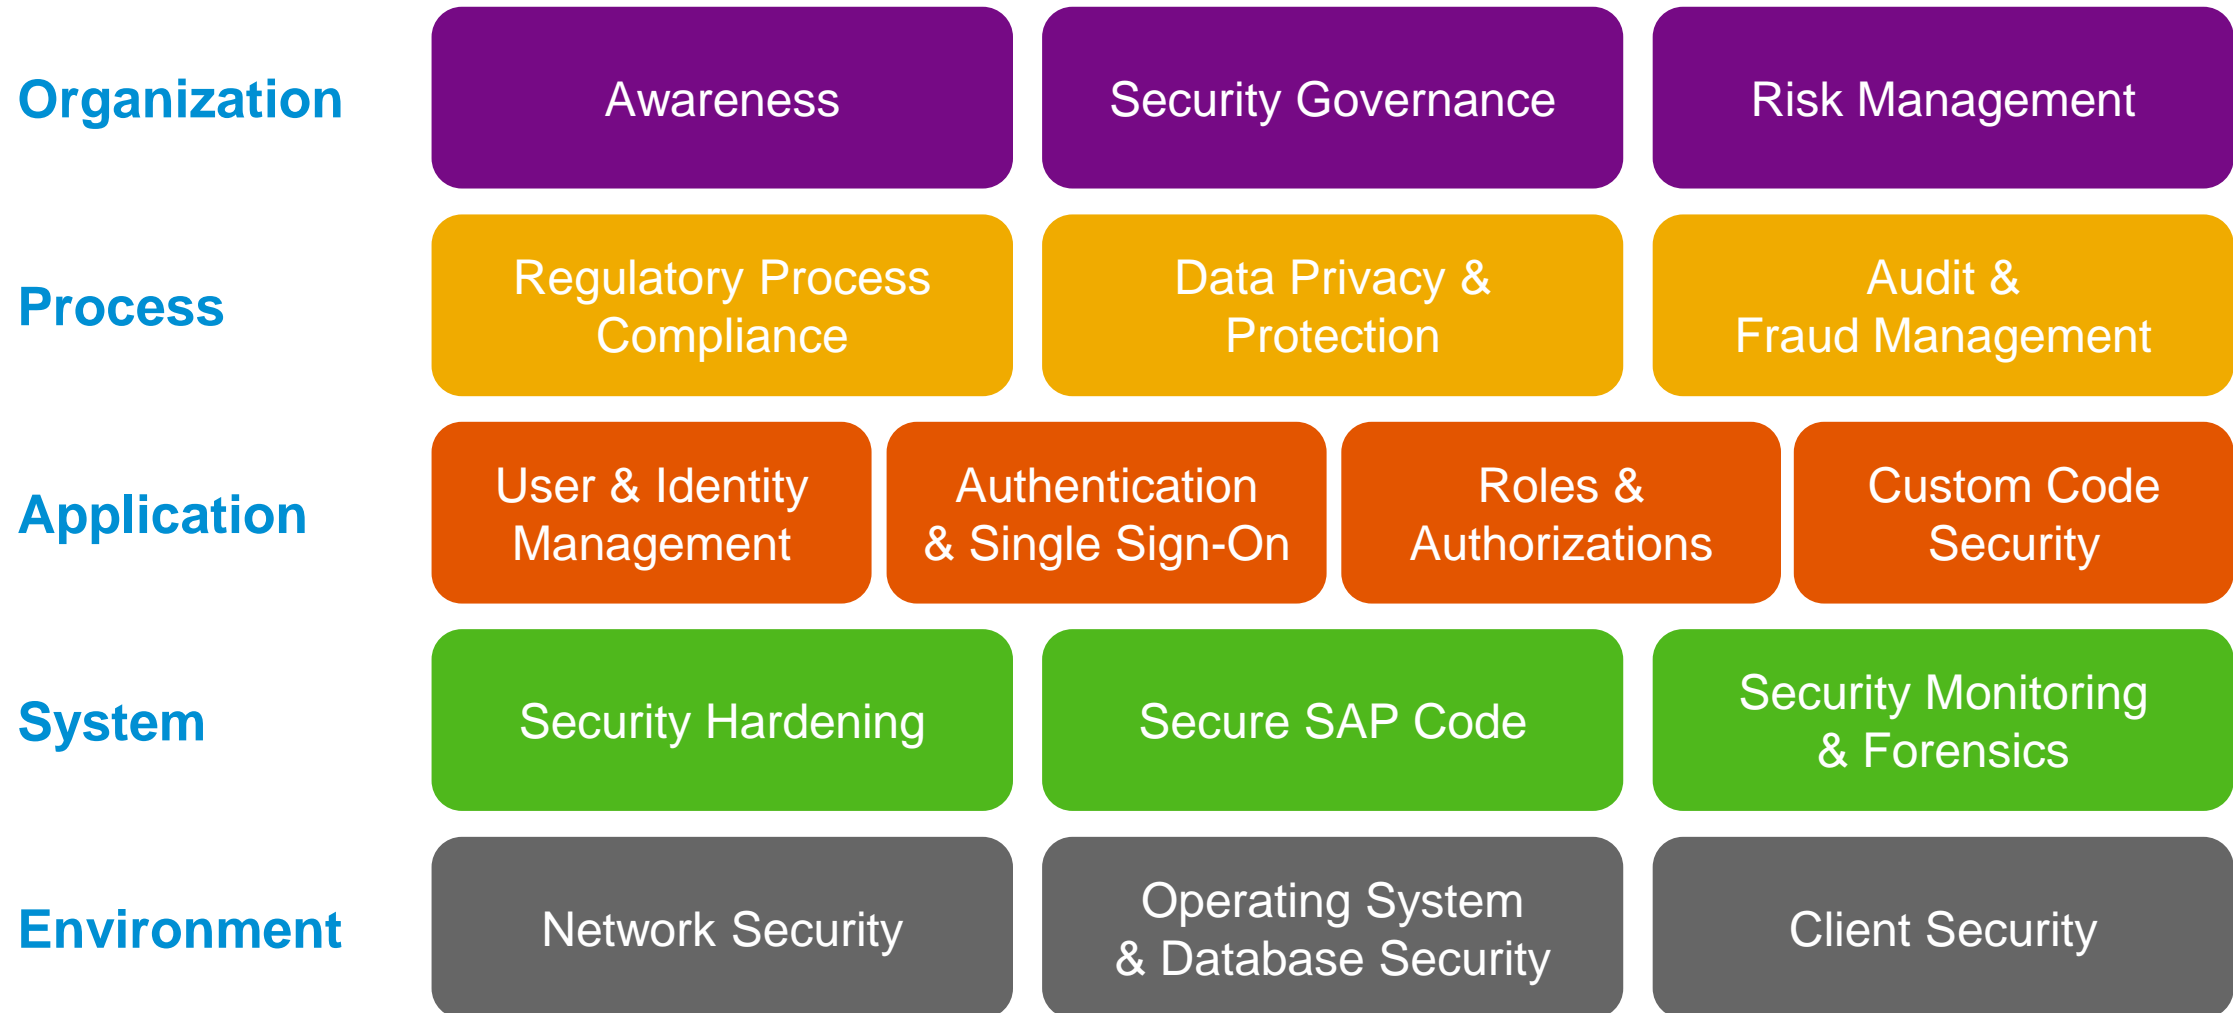 Organization
Awareness
Security Governance
Risk Management
Process
Regulatory Process
Compliance
Data Privacy &
Protection
Audit &
Fraud Management
Application
User & Identity
Management
Authentication
& Single Sign-On
Roles &
Authorizations
Custom Code
Security
System
Security Hardening
Secure SAP Code
Security Monitoring
& Forensics
Environment
Network Security
Operating System
& Database Security
Client Security